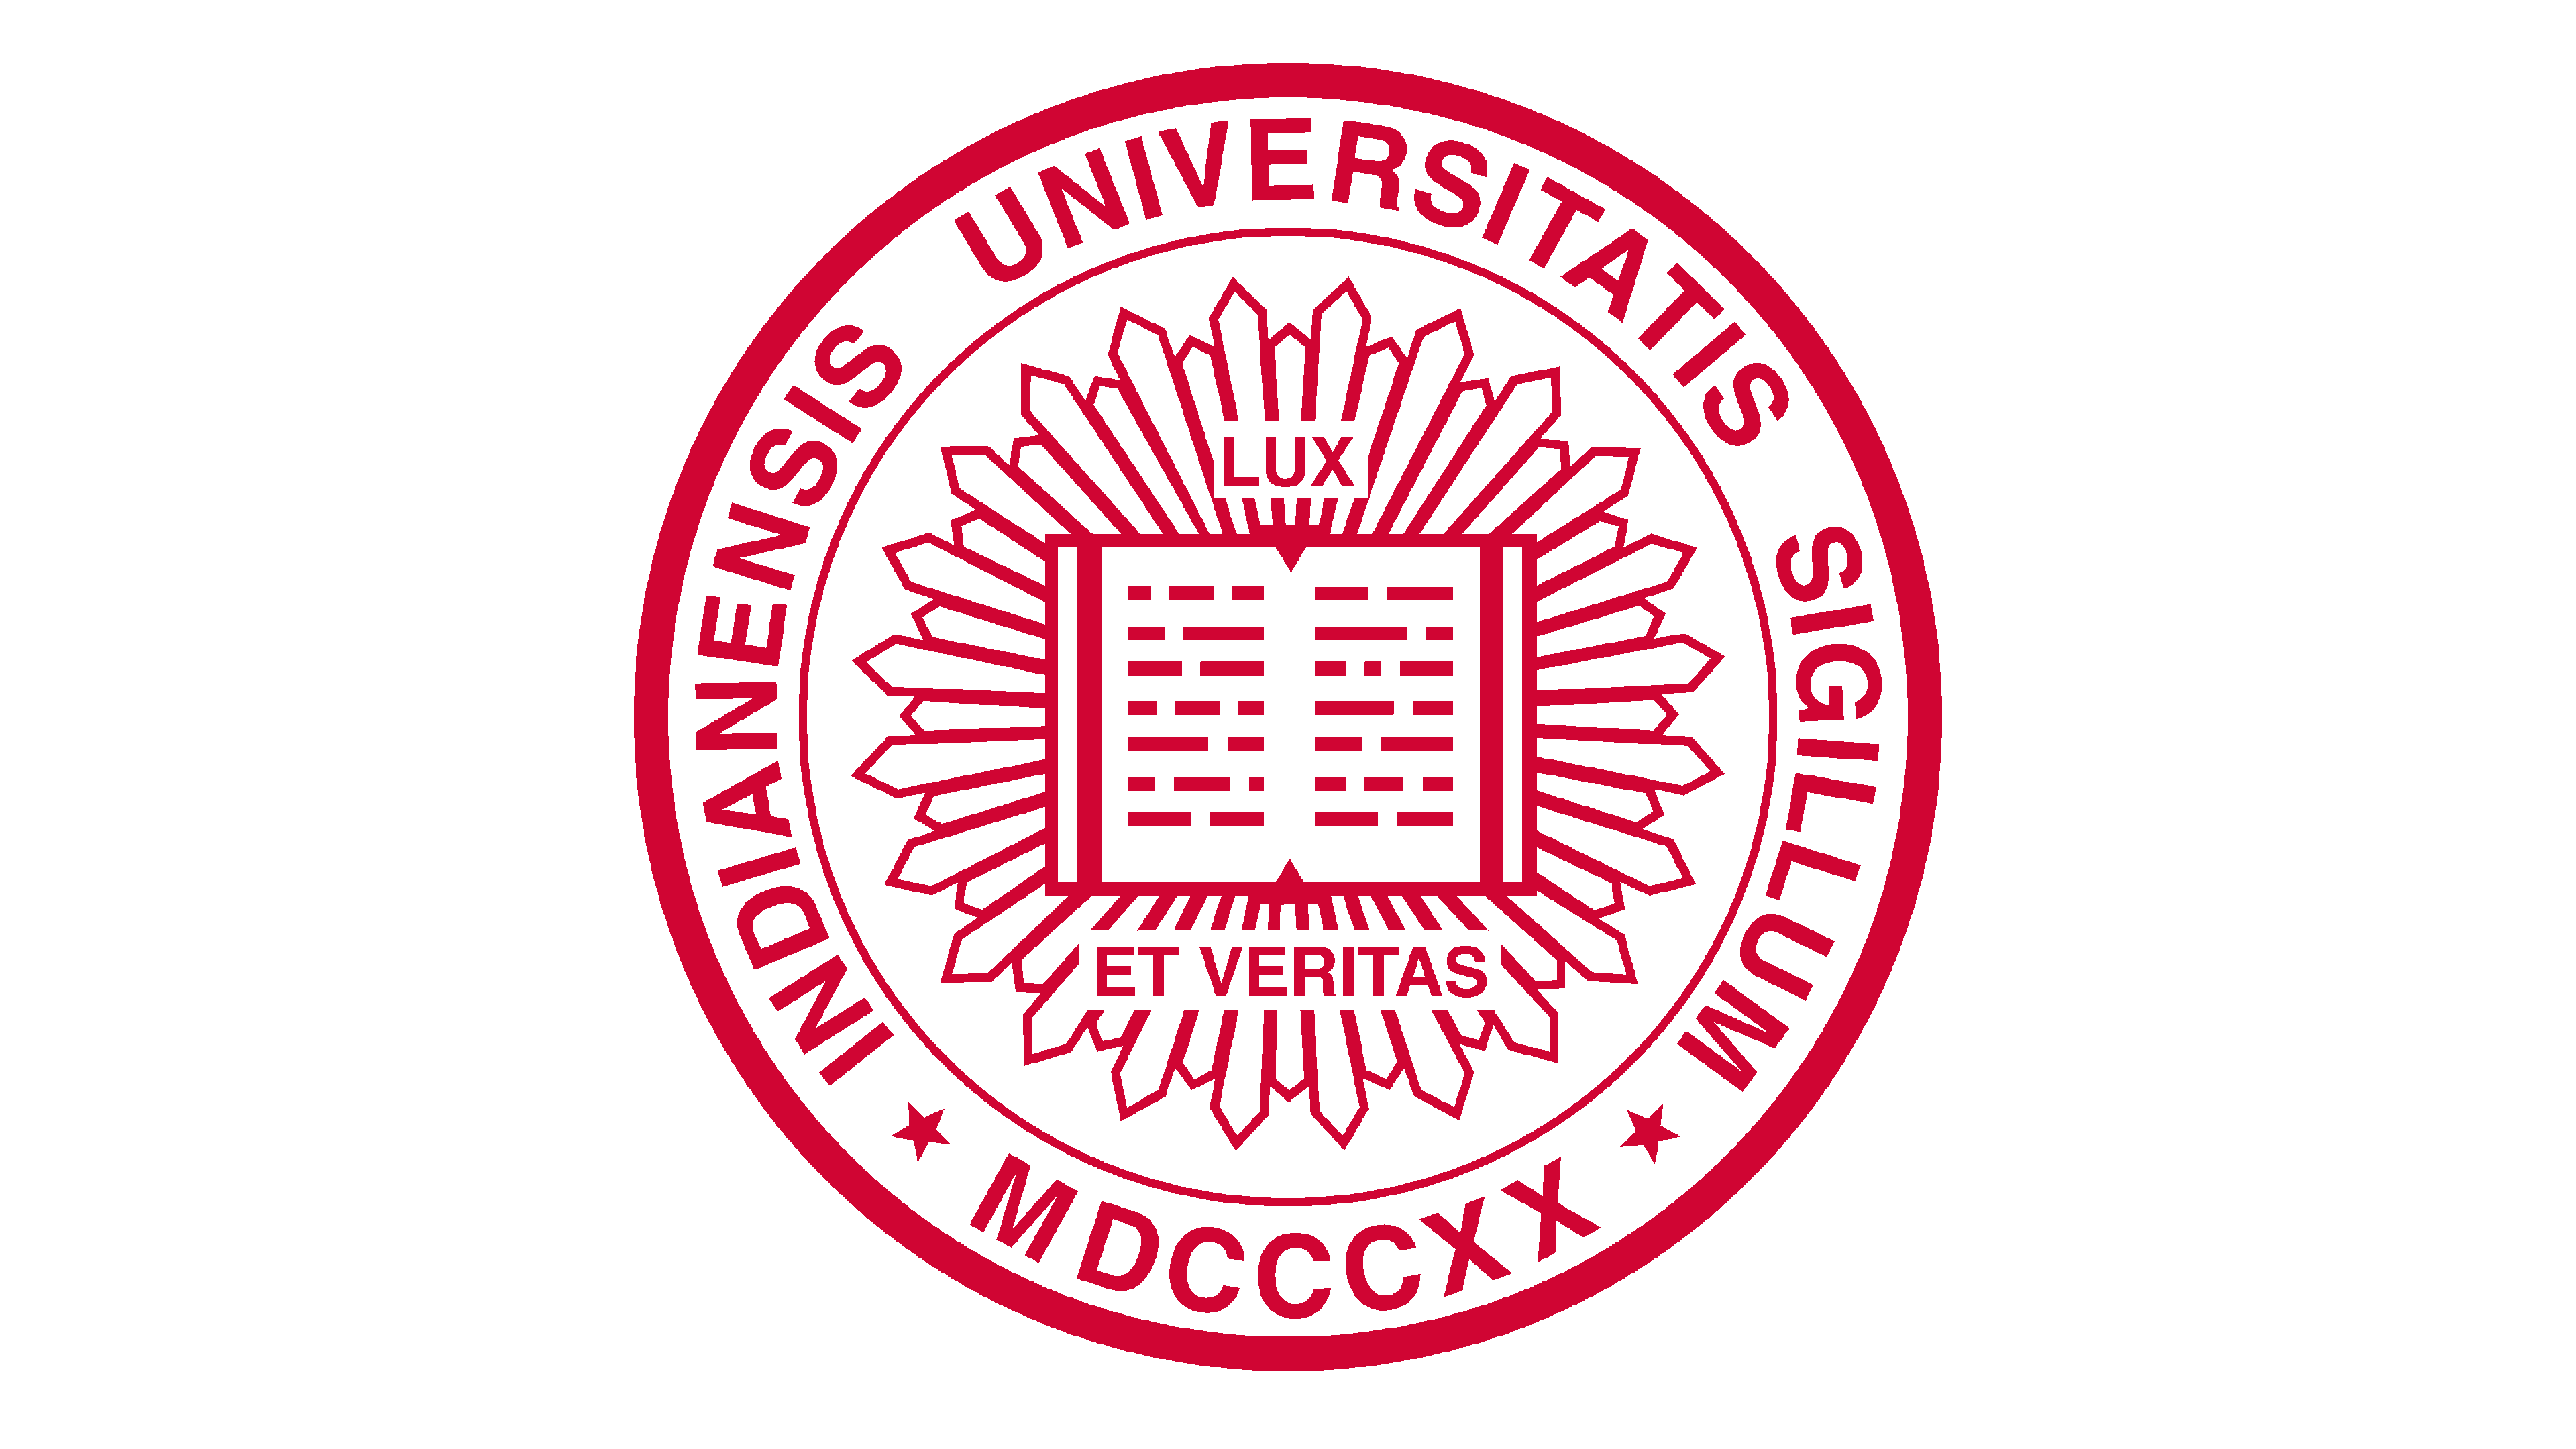 INDIANENSIS UNIVERSITATIS SIGILLUM
LUX
ET VERITAS
MDCCCXX